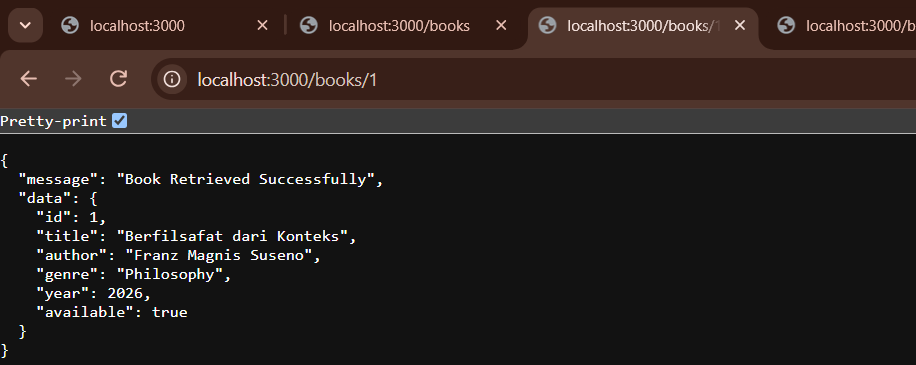 localhost:3000
localhost:3000/books
localhost:3000/books/1
localhost:3000/b
localhost:3000/books/1
Pretty-print
{
"message": "Book Retrieved Successfully",
"data": {
"id": 1,
"title": "Berfilsafat dari Konteks",
"author": "Franz Magnis Suseno",
"genre": "Philosophy",
"year": 2026,
"available": true
}
}